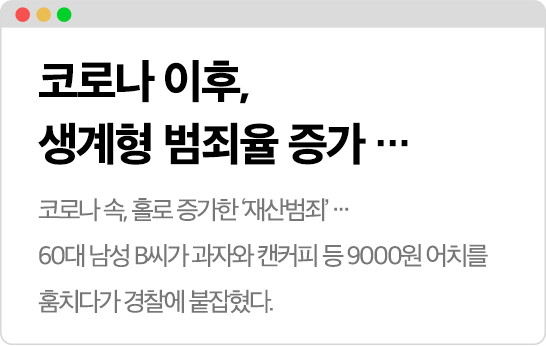 코로나 이후,
생계형 범죄율 증가 ⋯
코로나 속, 홀로 증가한 ‘재산범죄’ ⋯
60대 남성 B씨가 과자와 캔커피 등 9000원 어치를
훔치다가 경찰에 붙잡혔다.